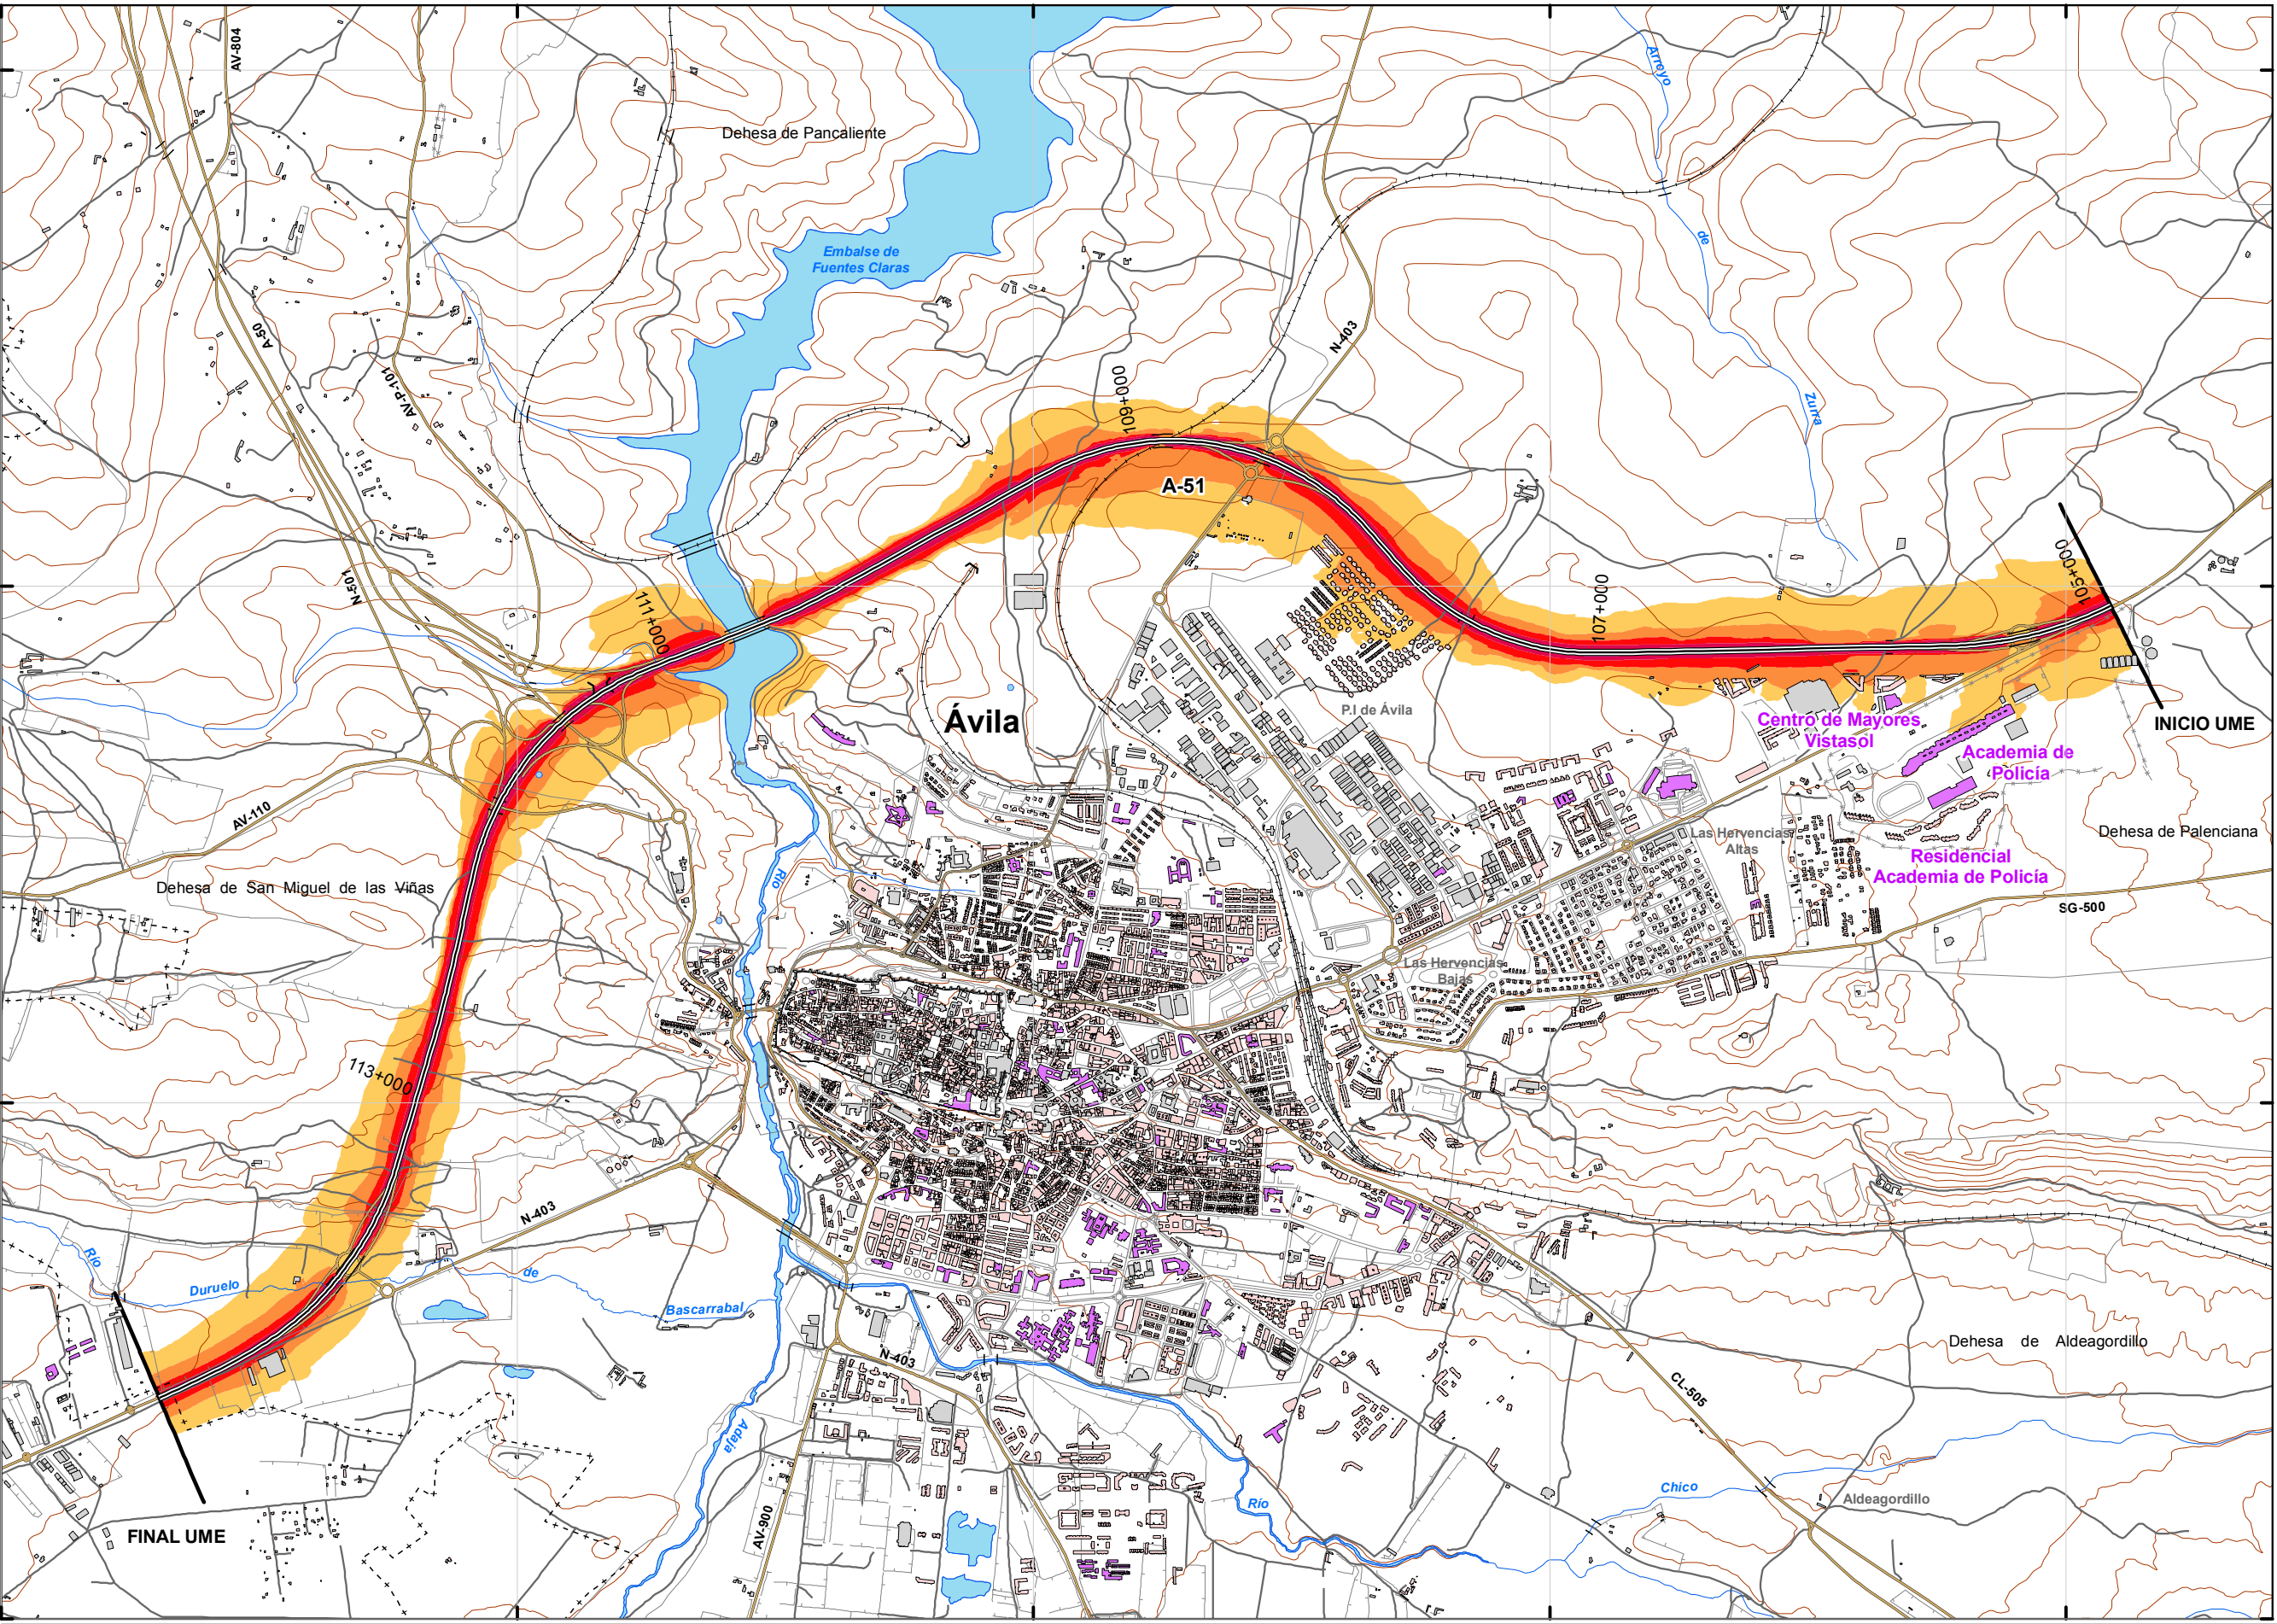 AV-804
Arroyo
Dehesa de Pancaliente
de
Embalse de
Fuentes Claras
A-50
N-403
AV-P-101
109+000
Zurra
A-51
N-501
111+000
107+000
105+000
P.I de Ávila
Ávila
Centro de Mayores
Vistasol
INICIO UME
Academia de
Policía
AV-110
Las Hervencias
Altas
Dehesa de Palenciana
Residencial
Academia de Policía
Dehesa de San Miguel de las Viñas
Río
SG-500
Las Hervencias
Bajas
113+000
N-403
Río
Duruelo
de
Bascarrabal
N-403
Dehesa de Aldeagordillo
CL-505
Adaja
Chico
Aldeagordillo
Río
AV-900
FINAL UME